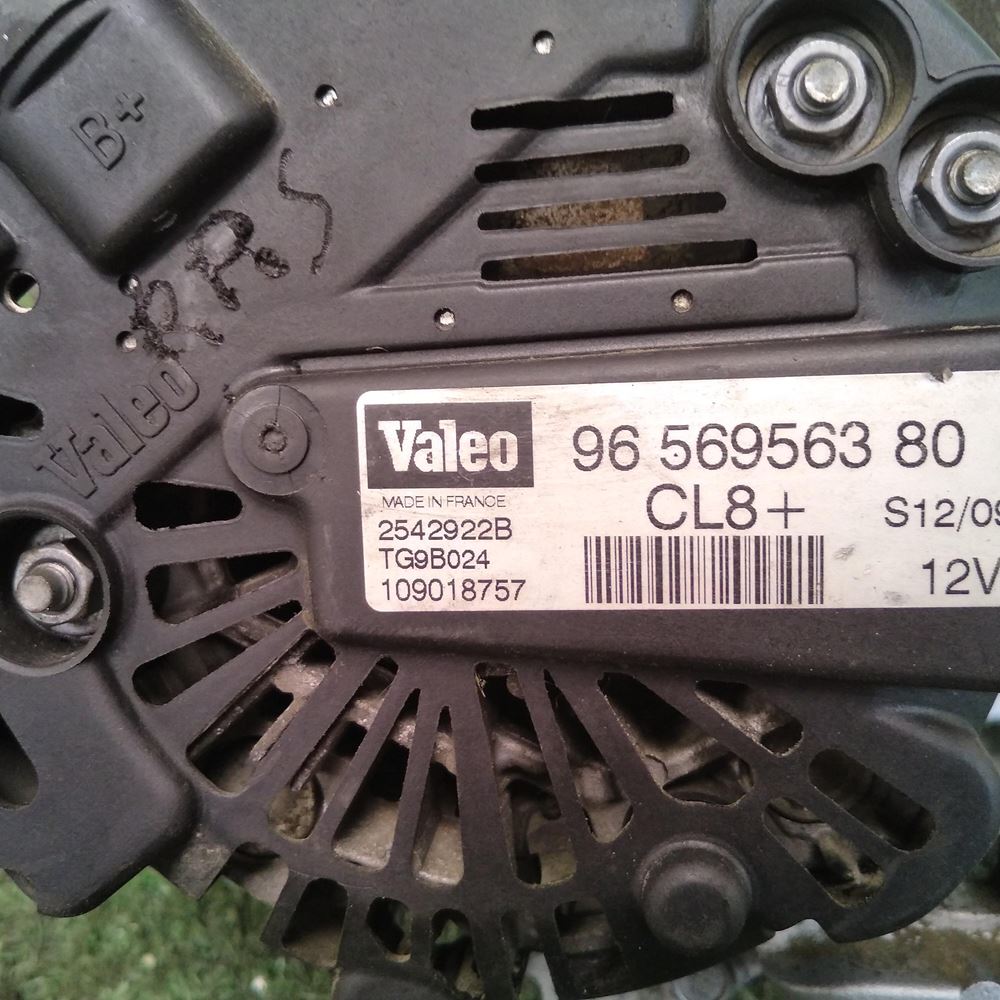 B+
Valeo
Valeo
MADE IN FRANCE
2542922B
TG9B024
109018757
96 569563 80
CL8+
S12/09
12V